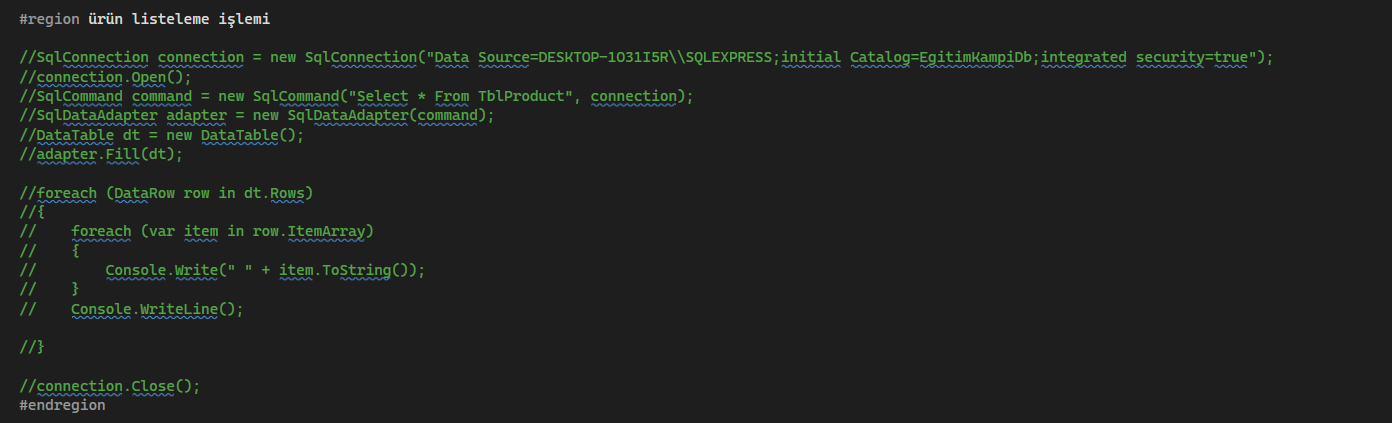 #region ürün listeleme işlemi
//SqlConnection connection = new SqlConnection("Data Source=DESKTOP-1O31I5R\\SQLEXPRESS;initial Catalog=EgitimKampiDb;integrated security=true");
//connection.Open();
//SqlCommand command = new SqlCommand("Select * From TblProduct", connection);
//SqlDataAdapter adapter = new SqlDataAdapter(command);
//DataTable dt = new DataTable();
//adapter.Fill(dt);
//foreach (DataRow row in dt.Rows)
//{
//    foreach (var item in row.ItemArray)
//    {
//        Console.Write(" " + item.ToString());
//    }
//    Console.WriteLine();
//}
//connection.Close();
#endregion